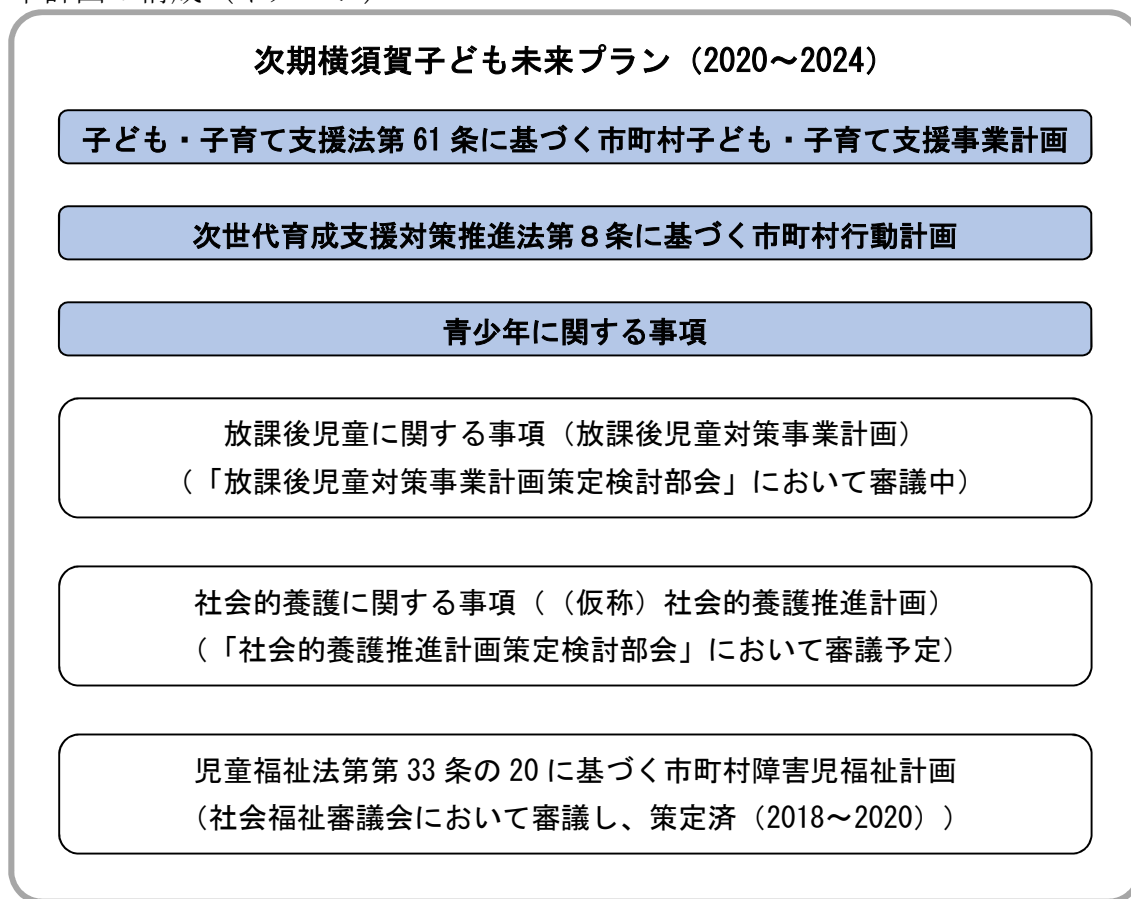 次期横須賀子ども未来プラン（2020～2024）
子ども・子育て支援法第 61 条に基づく市町村子ども・子育て支援事業計画
次世代育成支援対策推進法第８条に基づく市町村行動計画
青少年に関する事項
放課後児童に関する事項（放課後児童対策事業計画）
（「放課後児童対策事業計画策定検討部会」において審議中）
社会的養護に関する事項（（仮称）社会的養護推進計画）
（「社会的養護推進計画策定検討部会」において審議予定）
児童福祉法第第 33 条の 20 に基づく市町村障害児福祉計画
（社会福祉審議会において審議し、策定済（2018～2020））